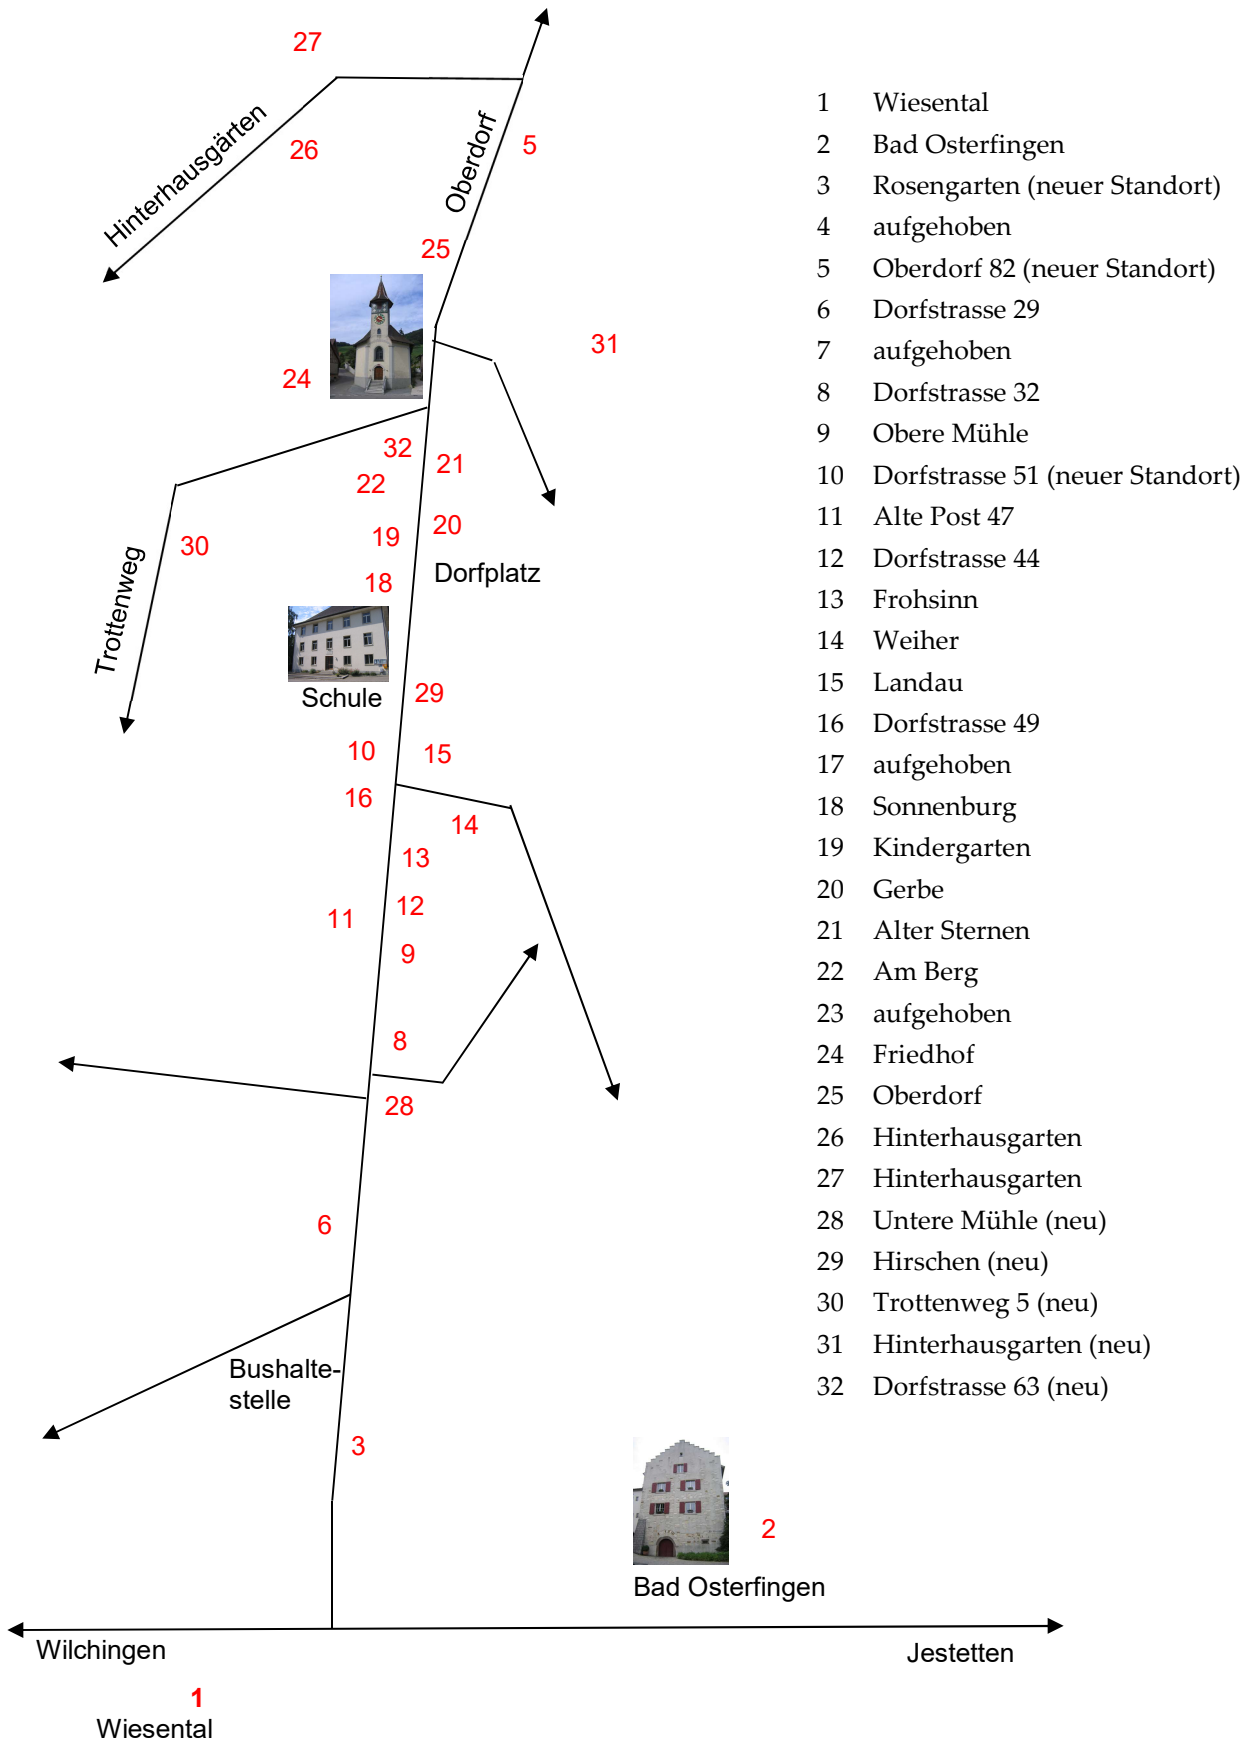 27
Hinterhausgärten
26
Oberdorf
5
25
31
24
32
21
22
20
19
30
Dorfplatz
18
Trottenweg
Schule
29
10
15
16
14
13
12
11
9
8
28
6
Bushalte-
stelle
3
2
Bad Osterfingen
Wilchingen
Jestetten
1
Wiesental
1 Wiesental
2 Bad Osterfingen
3 Rosengarten (neuer Standort)
4 aufgehoben
5 Oberdorf 82 (neuer Standort)
6 Dorfstrasse 29
7 aufgehoben
8 Dorfstrasse 32
9 Obere Mühle
10 Dorfstrasse 51 (neuer Standort)
11 Alte Post 47
12 Dorfstrasse 44
13 Frohsinn
14 Weiher
15 Landau
16 Dorfstrasse 49
17 aufgehoben
18 Sonnenburg
19 Kindergarten
20 Gerbe
21 Alter Sternen
22 Am Berg
23 aufgehoben
24 Friedhof
25 Oberdorf
26 Hinterhausgarten
27 Hinterhausgarten
28 Untere Mühle (neu)
29 Hirschen (neu)
30 Trottenweg 5 (neu)
31 Hinterhausgarten (neu)
32 Dorfstrasse 63 (neu)